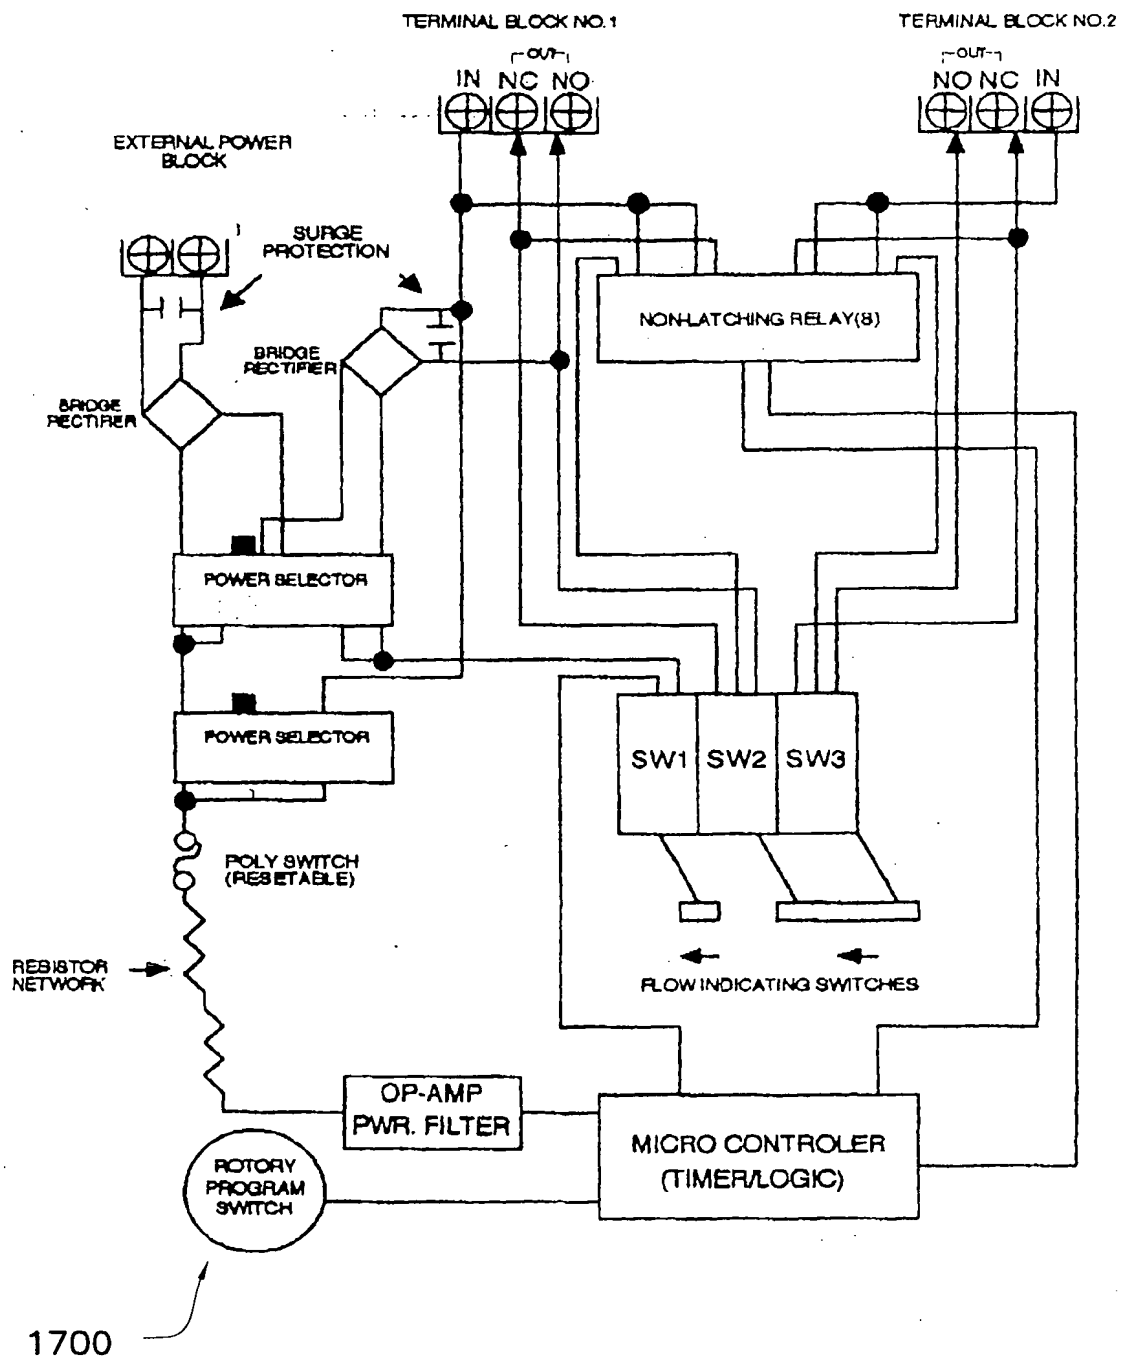 TERMINAL BLOCK NO.1
TERMINAL BLOCK NO.2
OUT
OUT
IN NC NO
NO NC IN
EXTERNAL POWER
BLOCK
SURGE
PROTECTION
NON-LATCHING RELAY(S)
BRIDGE
RECTIFIER
BRIDGE
RECTIFIER
POWER SELECTOR
POWER SELECTOR
SW1 SW2 SW3
POLY SWITCH
(RESETABLE)
RESISTOR
NETWORK
FLOW INDICATING SWITCHES
OP-AMP
PWR. FILTER
MICRO CONTROLER
(TIMER/LOGIC)
ROTORY
PROGRAM
SWITCH
1700